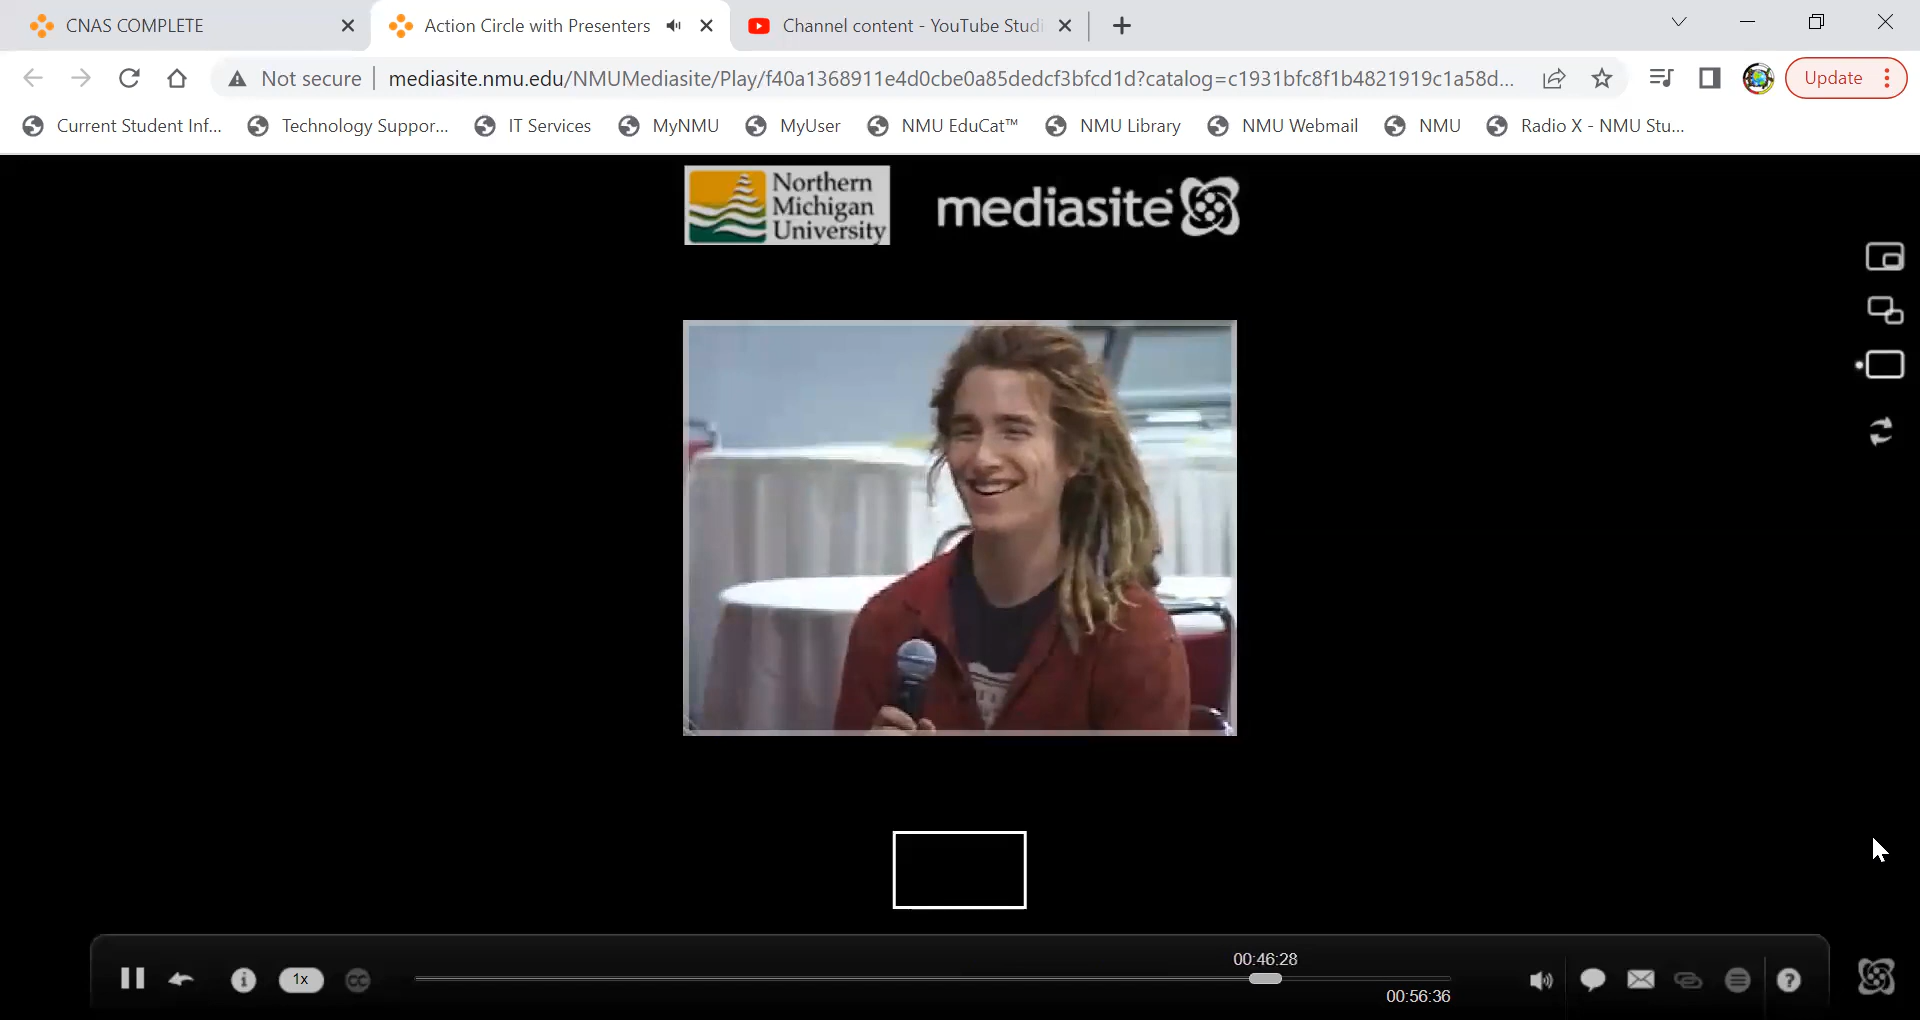 CNAS COMPLETE
Action Circle with Presenters
Channel content - YouTube Studi
Not secure
mediasite.nmu.edu/NMUMediasite/Play/f40a1368911e4d0cbe0a85dedcf3bfcd1d?catalog=c1931bfc8f1b4821919c1a58d...
Update
Current Student Inf...
Technology Suppor...
IT Services
MyNMU
MyUser
NMU EduCat™
NMU Library
NMU Webmail
NMU
Radio X - NMU Stu...
Northern
Michigan
University
mediasite
00:46:28
1x
CC
00:56:36